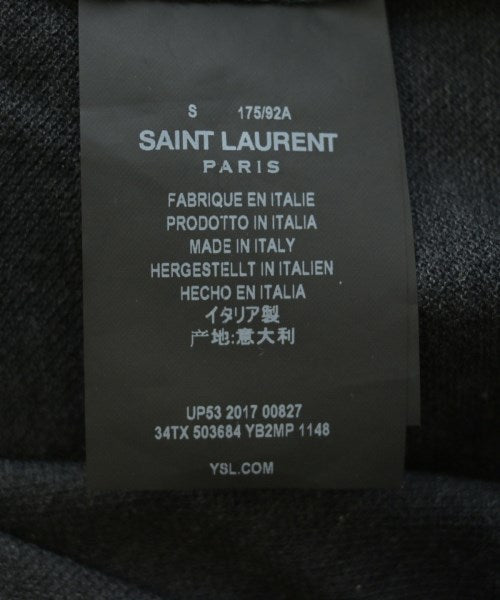 S 175/92A
SAINT LAURENT
PARIS
FABRIQUE EN ITALIE
PRODOTTO IN ITALIA
MADE IN ITALY
HERGESTELLT IN ITALIEN
HECHO EN ITALIA
イタリア製
产地:意大利
UP53 2017 00827
34TX 503684 YB2MP 1148
YSL.COM